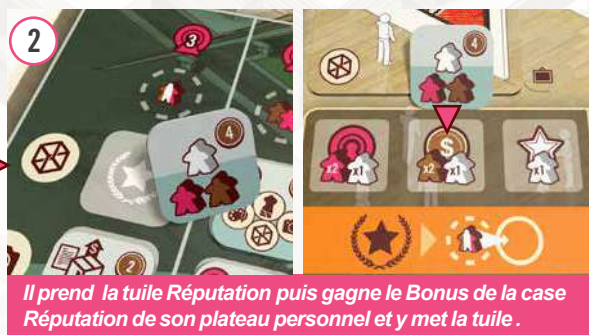 2
3
4
2
4
x2
x1
$
x2
x1
x1
Il prend la tuile Réputation puis gagne le Bonus de la case
Réputation de son plateau personnel et y met la tuile.